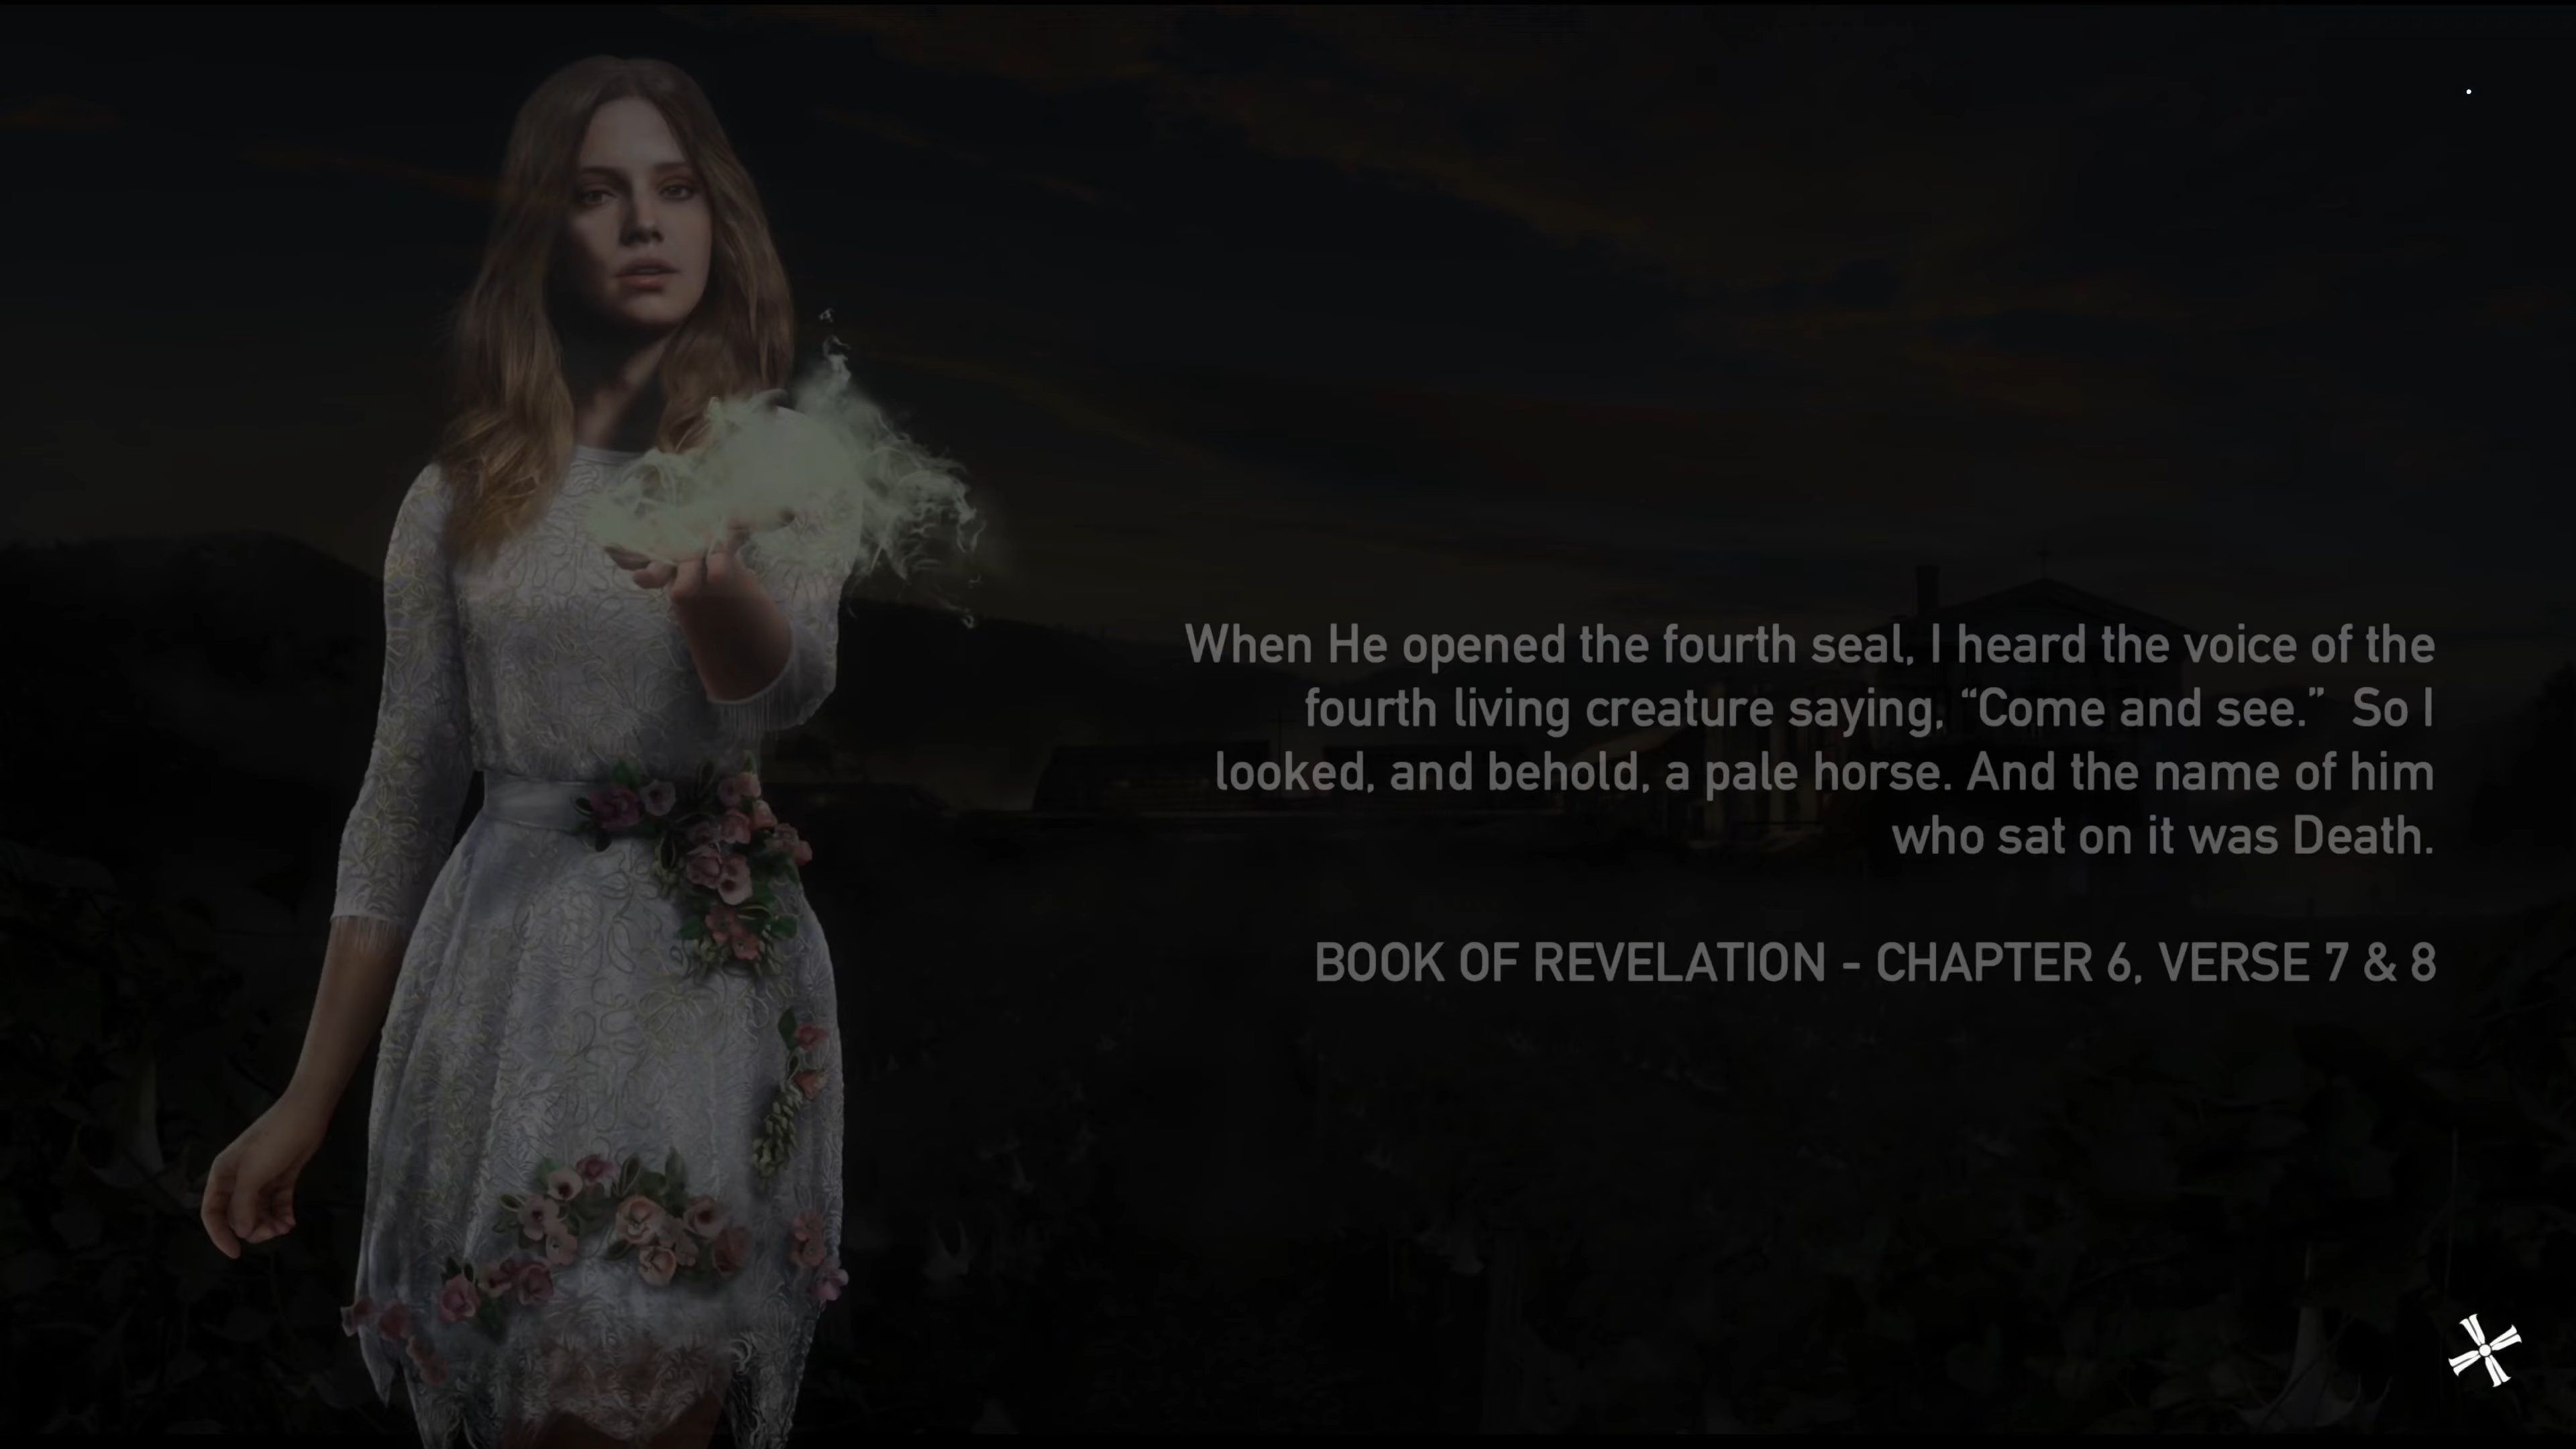 When He opened the fourth seal, I heard the voice of the
fourth living creature saying, “Come and see.”  So I
looked, and behold, a pale horse. And the name of him
who sat on it was Death.
BOOK OF REVELATION - CHAPTER 6, VERSE 7 & 8